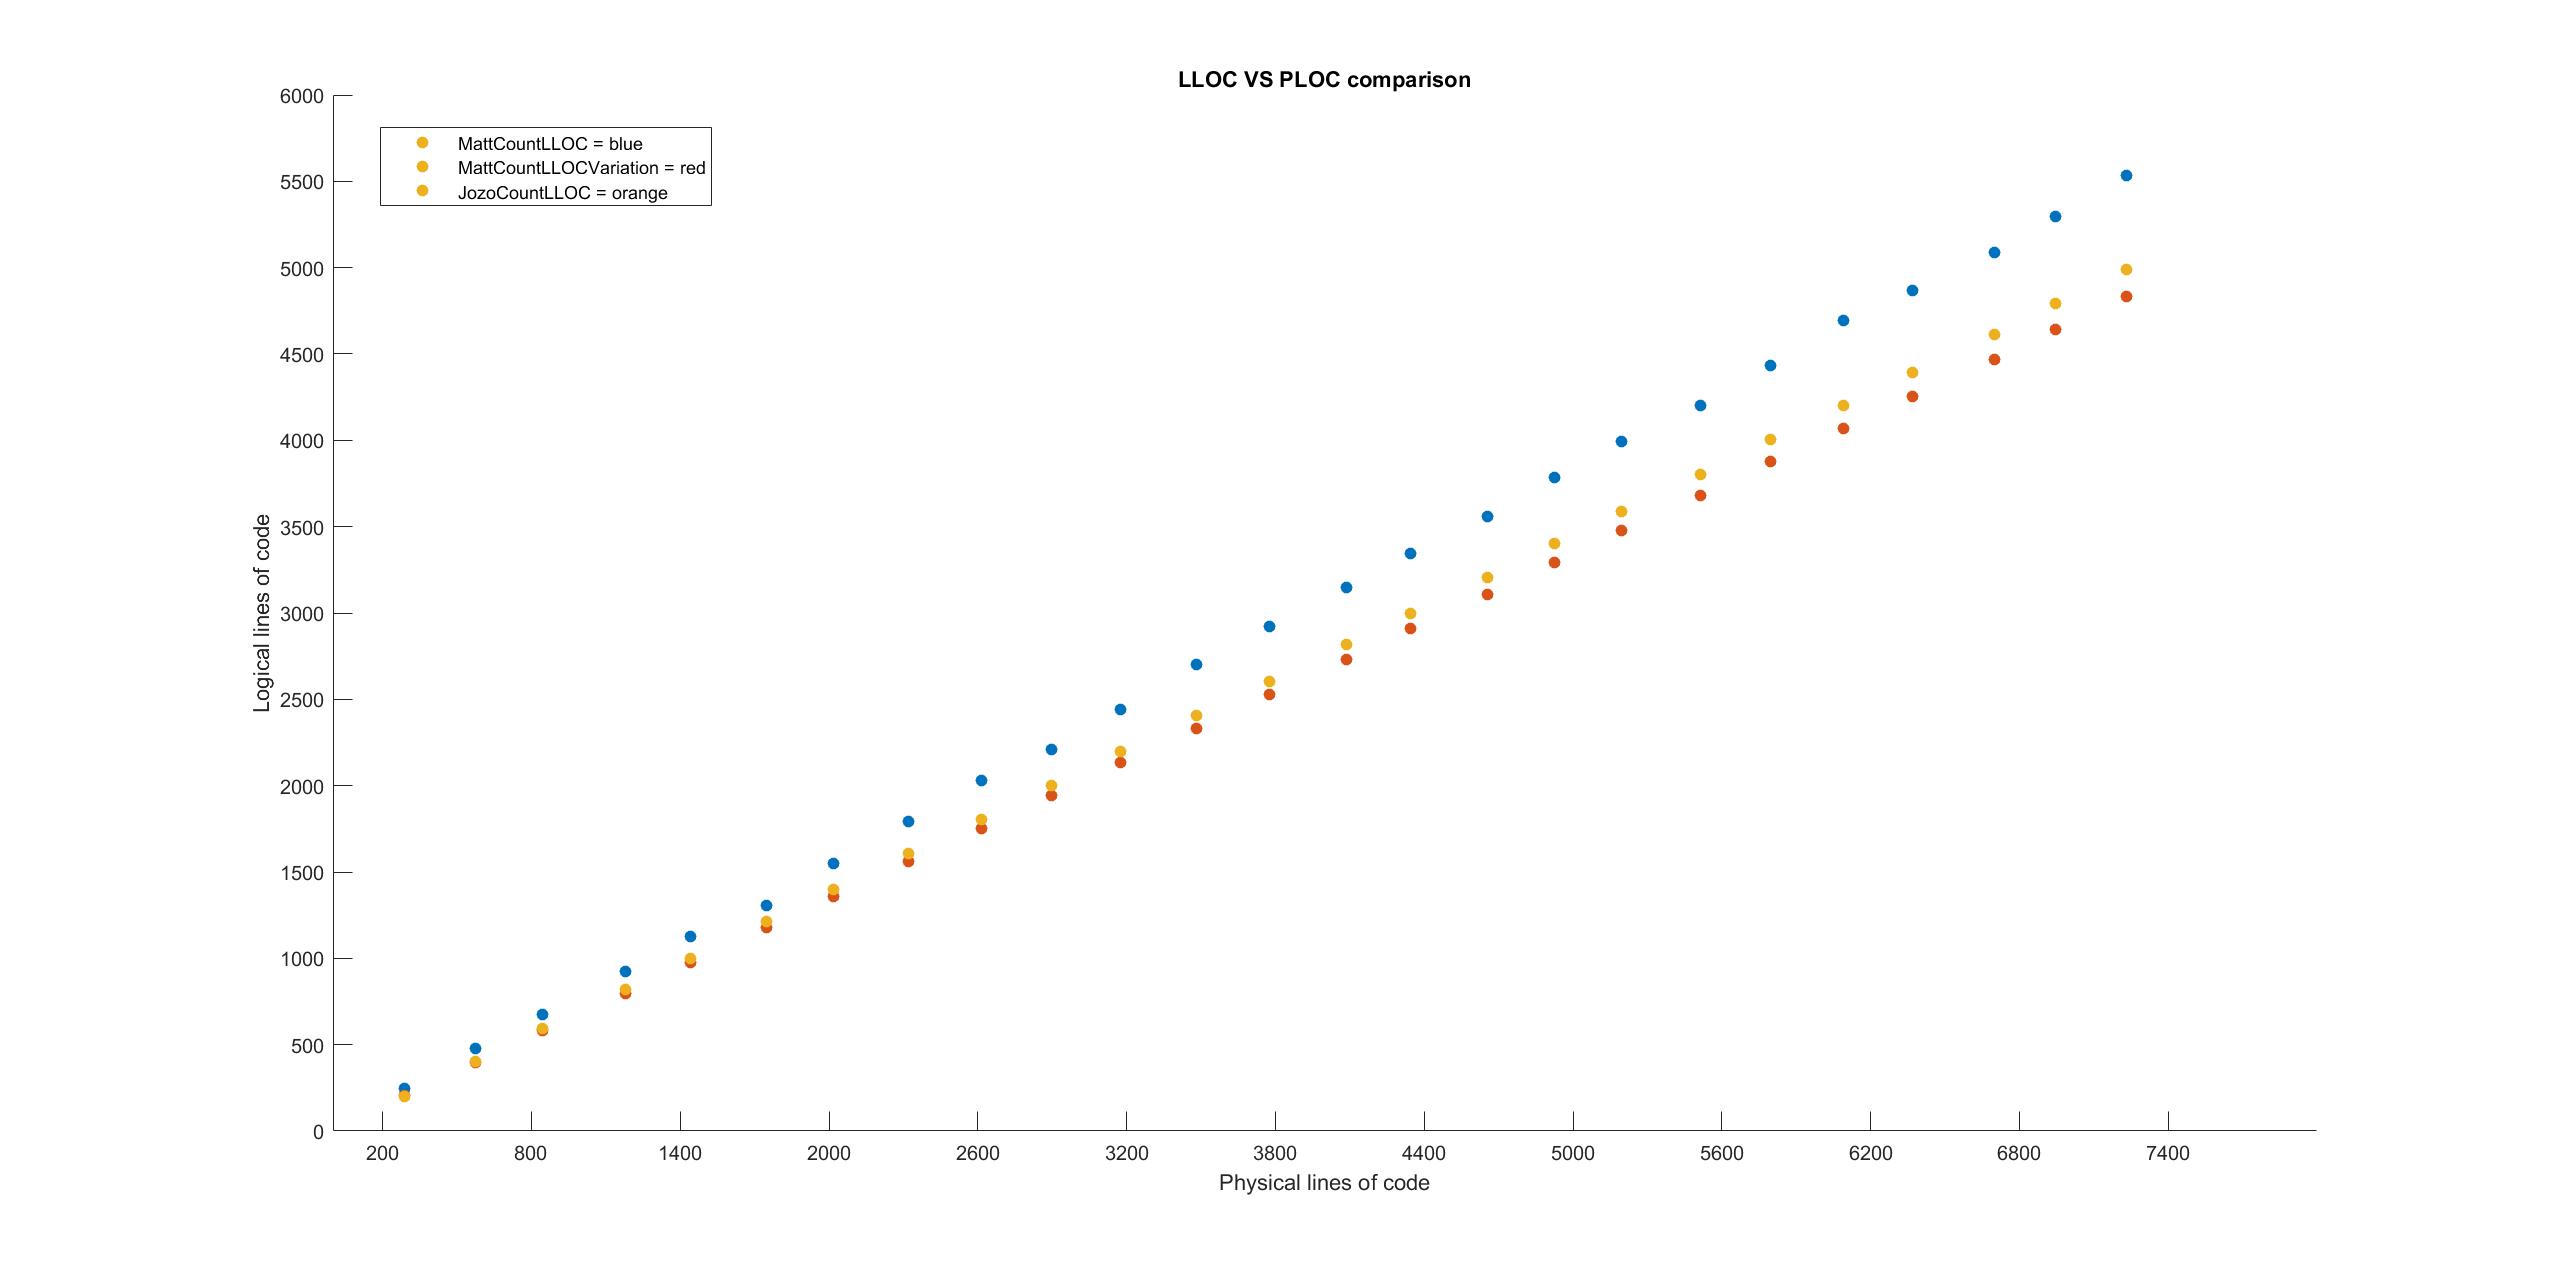 LLOC VS PLOC comparison
MattCountLLOC = blue
MattCountLLOCVariation = red
JozoCountLLOC = orange
6000
5500
5000
4500
4000
3500
3000
2500
2000
1500
1000
500
0
Logical lines of code
200 800 1400 2000 2600 3200 3800 4400 5000 5600 6200 6800 7400
Physical lines of code